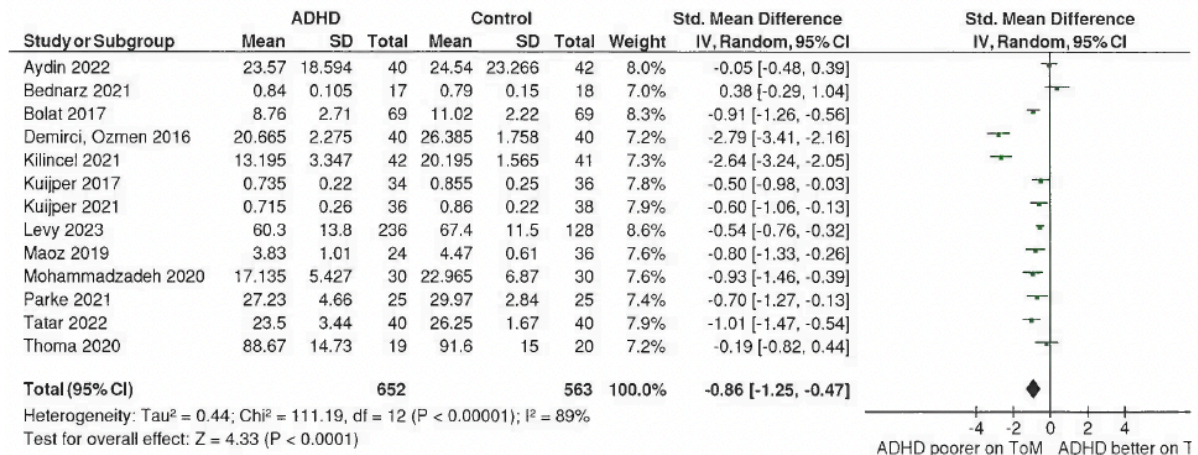 ADHD Control Std. Mean Difference Std. Mean Difference
Study or Subgroup Mean SD Total Mean SD Total Weight IV, Random, 95% CI IV, Random, 95% CI
Aydin 2022 23.57 18.594 40 24.54 23.266 42 8.0% -0.05 [-0.48, 0.39]
Bednarz 2021 0.84 0.105 17 0.79 0.15 18 7.0% 0.38 [-0.29, 1.04]
Bolat 2017 8.76 2.71 69 11.02 2.22 69 8.3% -0.91 [-1.26, -0.56]
Demirci, Ozmen 2016 20.665 2.275 40 26.385 1.758 40 7.2% -2.79 [-3.41, -2.16]
Kilincel 2021 13.195 3.347 42 20.195 1.565 41 7.3% -2.64 [-3.24, -2.05]
Kuijper 2017 0.735 0.22 34 0.855 0.25 36 7.8% -0.50 [-0.98, -0.03]
Kuijper 2021 0.715 0.26 36 0.86 0.22 38 7.9% -0.60 [-1.06, -0.13]
Levy 2023 60.3 13.8 236 67.4 11.5 128 8.6% -0.54 [-0.76, -0.32]
Maoz 2019 3.83 1.01 24 4.47 0.61 36 7.6% -0.80 [-1.33, -0.26]
Mohammadzadeh 2020 17.135 5.427 30 22.965 6.87 30 7.6% -0.93 [-1.46, -0.39]
Parke 2021 27.23 4.66 25 29.97 2.84 25 7.4% -0.70 [-1.27, -0.13]
Tatar 2022 23.5 3.44 40 26.25 1.67 40 7.9% -1.01 [-1.47, -0.54]
Thoma 2020 88.67 14.73 19 91.6 15 20 7.2% -0.19 [-0.82, 0.44]
Total (95% CI) 652 563 100.0% -0.86 [-1.25, -0.47]
Heterogeneity: Tau² = 0.44; Chi² = 111.19, df = 12 (P < 0.00001); I² = 89%
Test for overall effect: Z = 4.33 (P < 0.0001)
-4 -2 0 2 4
ADHD poorer on ToM ADHD better on T